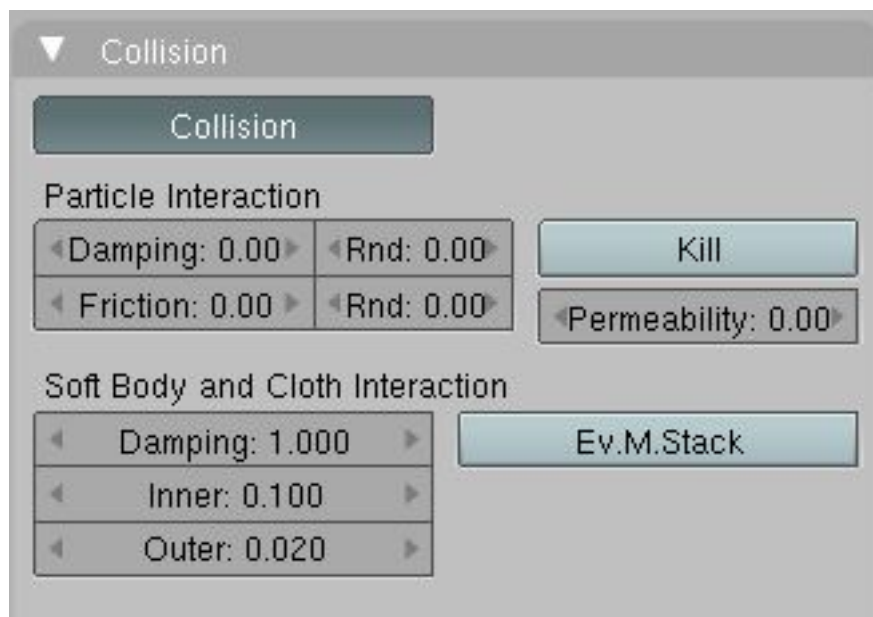 Collision
Collision
Particle Interaction
Damping: 0.00 Rnd: 0.00 Kill
Friction: 0.00 Rnd: 0.00 Permeability: 0.00
Soft Body and Cloth Interaction
Damping: 1.000 Ev.M.Stack
Inner: 0.100
Outer: 0.020